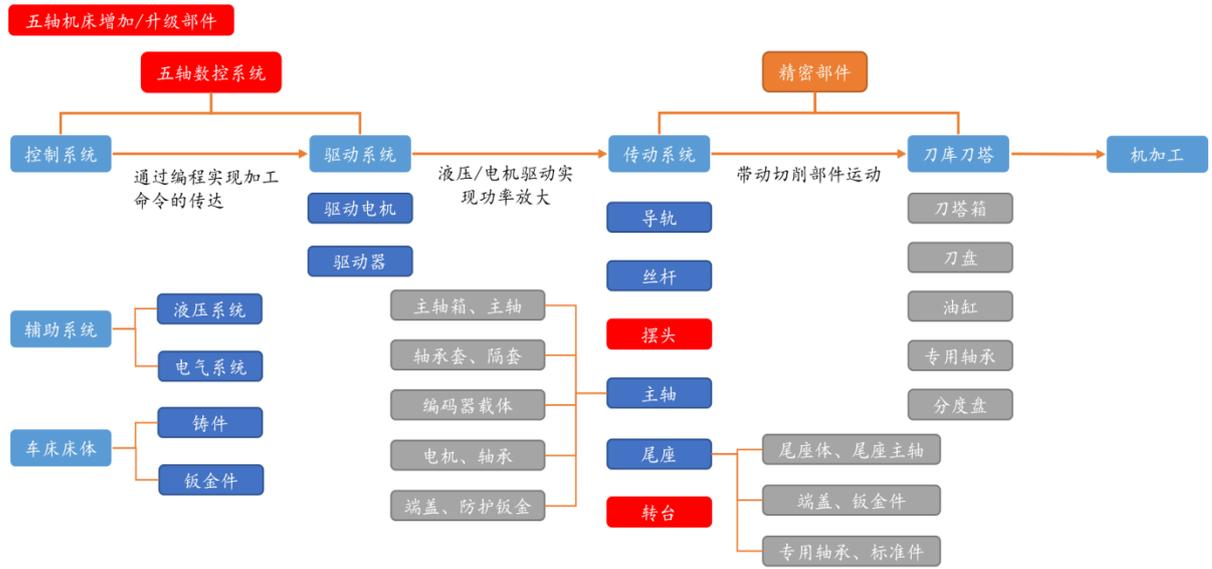 五轴机床增加/升级部件
五轴数控系统
精密部件
控制系统
通过编程实现加工
命令的传达
驱动系统
液压/电机驱动实
现功率放大
传动系统
带动切削部件运动
刀库刀塔
机加工
驱动电机
驱动器
导轨
丝杆
摆头
主轴
尾座
转台
刀塔箱
刀盘
油缸
专用轴承
分度盘
辅助系统
液压系统
电气系统
车床床体
铸件
钣金件
主轴箱、主轴
轴承套、隔套
编码器载体
电机、轴承
端盖、防护钣金
尾座体、尾座主轴
端盖、钣金件
专用轴承、标准件